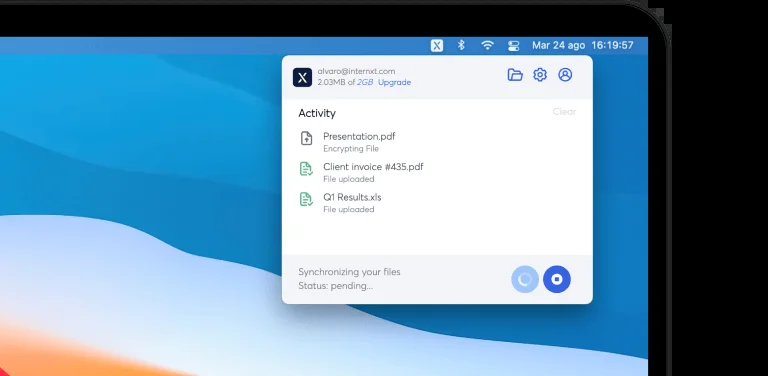 X Mar 24 ago 16:19:57
X alvaro@internxt.com
2.03MB of 2GB Upgrade
Activity Clear
Presentation.pdf
Encrypting File
Client invoice #435.pdf
File uploaded
Q1 Results.xls
File uploaded
Synchronizing your files
Status: pending...